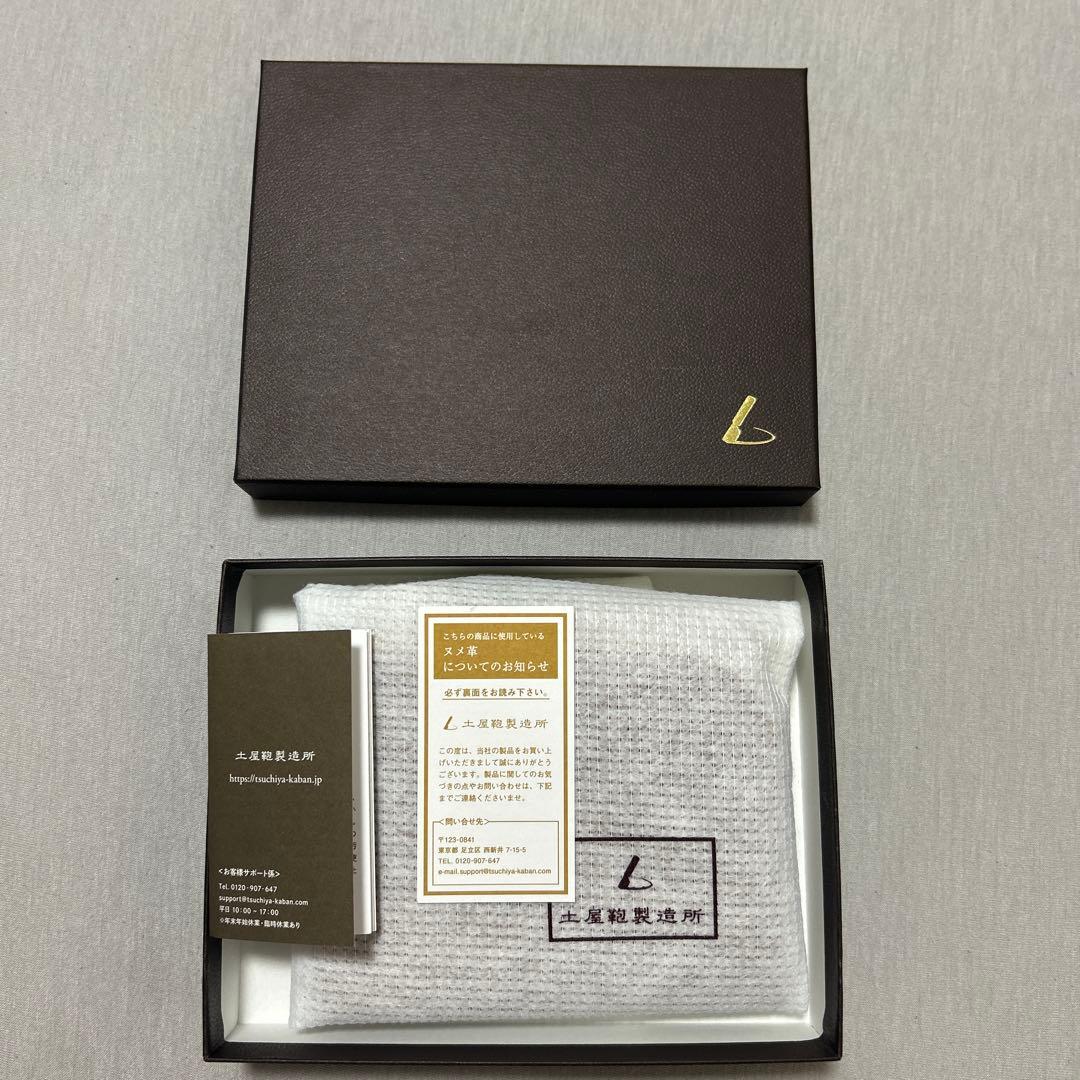 土屋鞄製造所
https://tsuchiya-kaban.jp
<お客様サポート係>
Tel. 0120-907-647
support@tsuchiya-kaban.com
平日 10:00～17:00
※年末年始休業・臨時休業あり
こちらの商品に使用している
ヌメ革
についてのお知らせ
必ず裏面をお読み下さい。
土屋鞄製造所
この度は、当社の製品をお買い上
げいただきまして誠にありがとう
ございます。製品に関してのお気
づきの点やお問い合わせは、下記
までご連絡くださいませ。
<問い合せ先>
〒123-0841
東京都 足立区 西新井 7-15-5
TEL. 0120-907-647
e-mail.support@tsuchiya-kaban.com
土屋鞄製造所